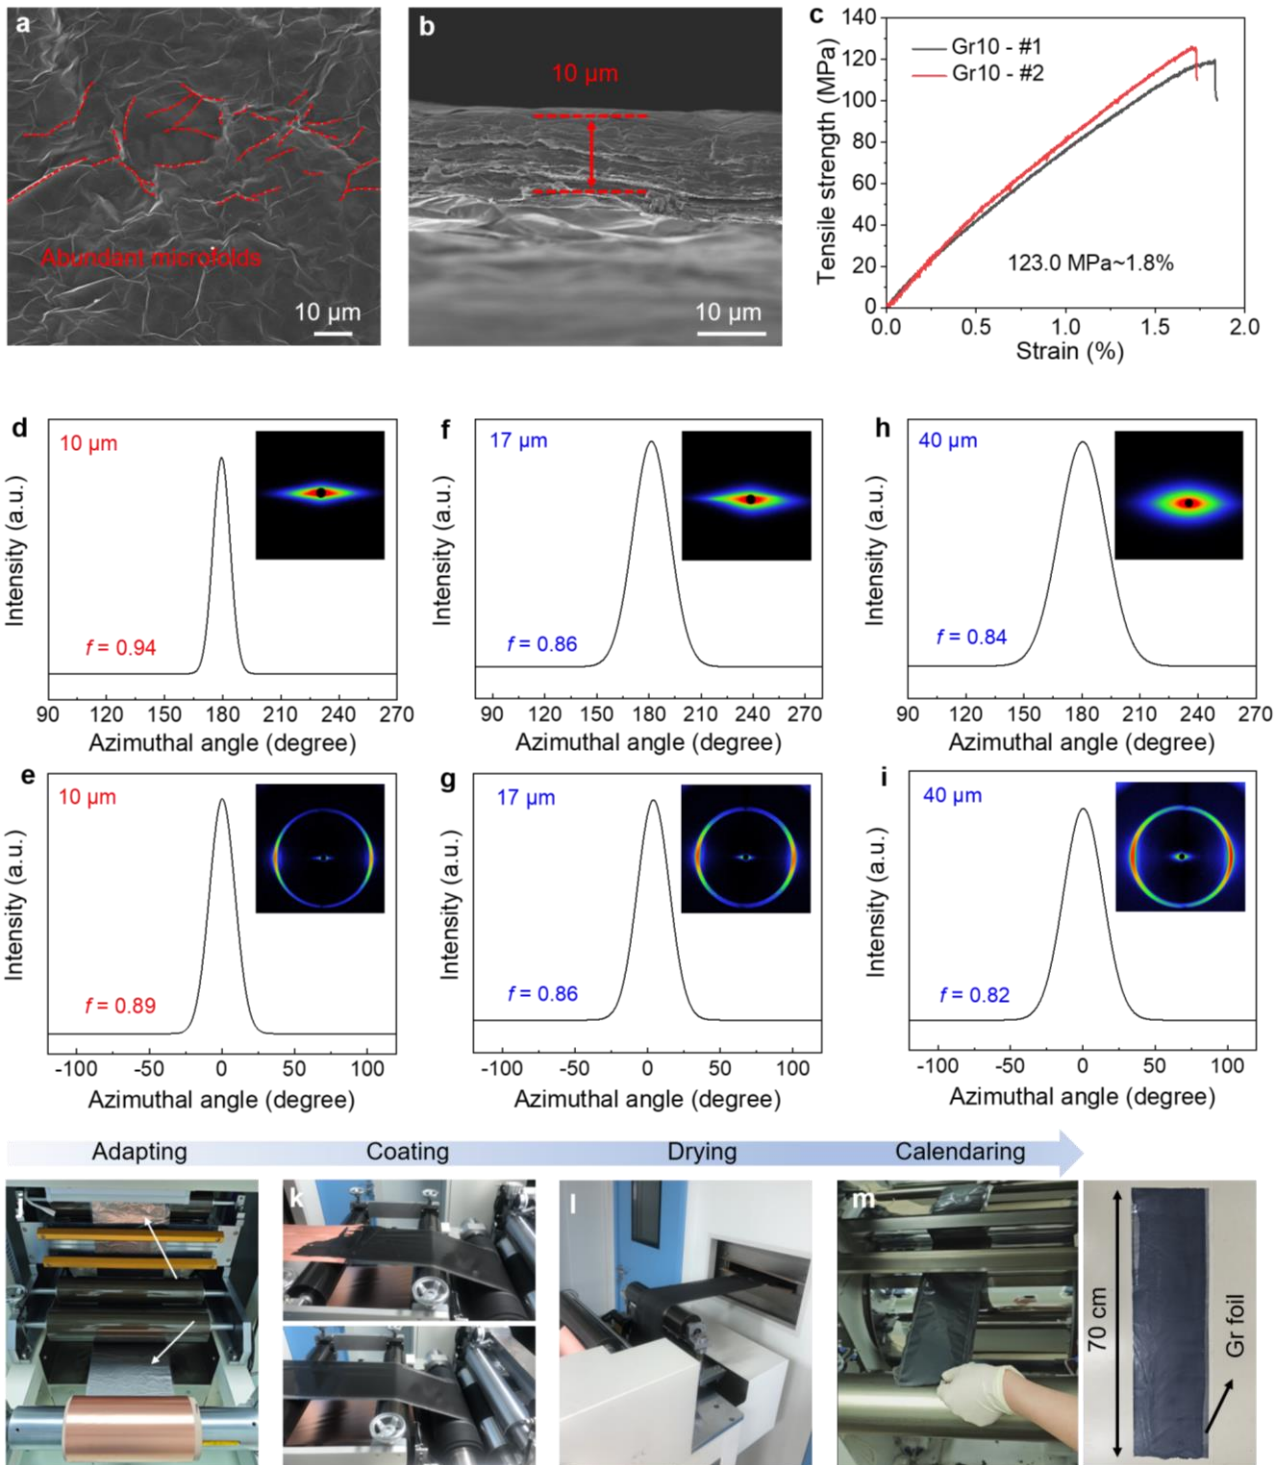 a
Abundant microfolds
10 µm
b
10 µm
10 µm
c
Tensile strength (MPa)
140
120
100
80
60
40
20
0
Gr10 - #1
Gr10 - #2
123.0 MPa~1.8%
0.0 0.5 1.0 1.5 2.0
Strain (%)
d
10 µm
Intensity (a.u.)
f = 0.94
90 120 150 180 210 240 270
Azimuthal angle (degree)
f
17 µm
Intensity (a.u.)
f = 0.86
90 120 150 180 210 240 270
Azimuthal angle (degree)
h
40 µm
Intensity (a.u.)
f = 0.84
90 120 150 180 210 240 270
Azimuthal angle (degree)
e
10 µm
Intensity (a.u.)
f = 0.89
-100 -50 0 50 100
Azimuthal angle (degree)
g
17 µm
Intensity (a.u.)
f = 0.86
-100 -50 0 50 100
Azimuthal angle (degree)
i
40 µm
Intensity (a.u.)
f = 0.82
-100 -50 0 50 100
Azimuthal angle (degree)
Adapting Coating Drying Calendaring
j
k
l
m
70 cm
Gr foil